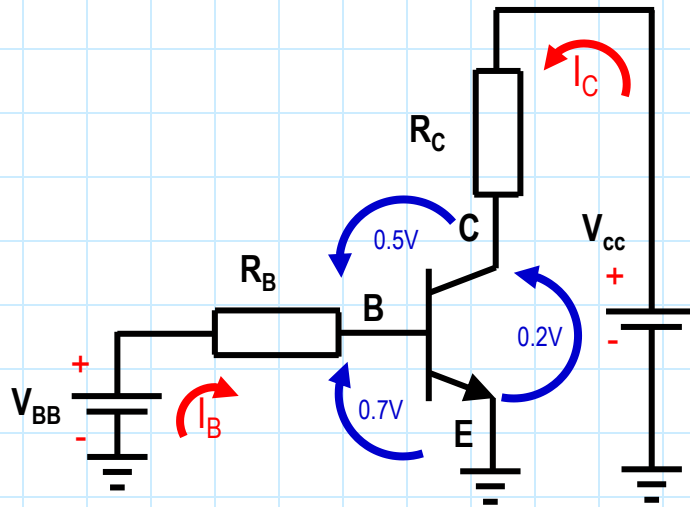 I_C
R_C
C
V_cc
0.5V
R_B
+
B
0.2V
-
+
V_BB
I_B
0.7V
-
E